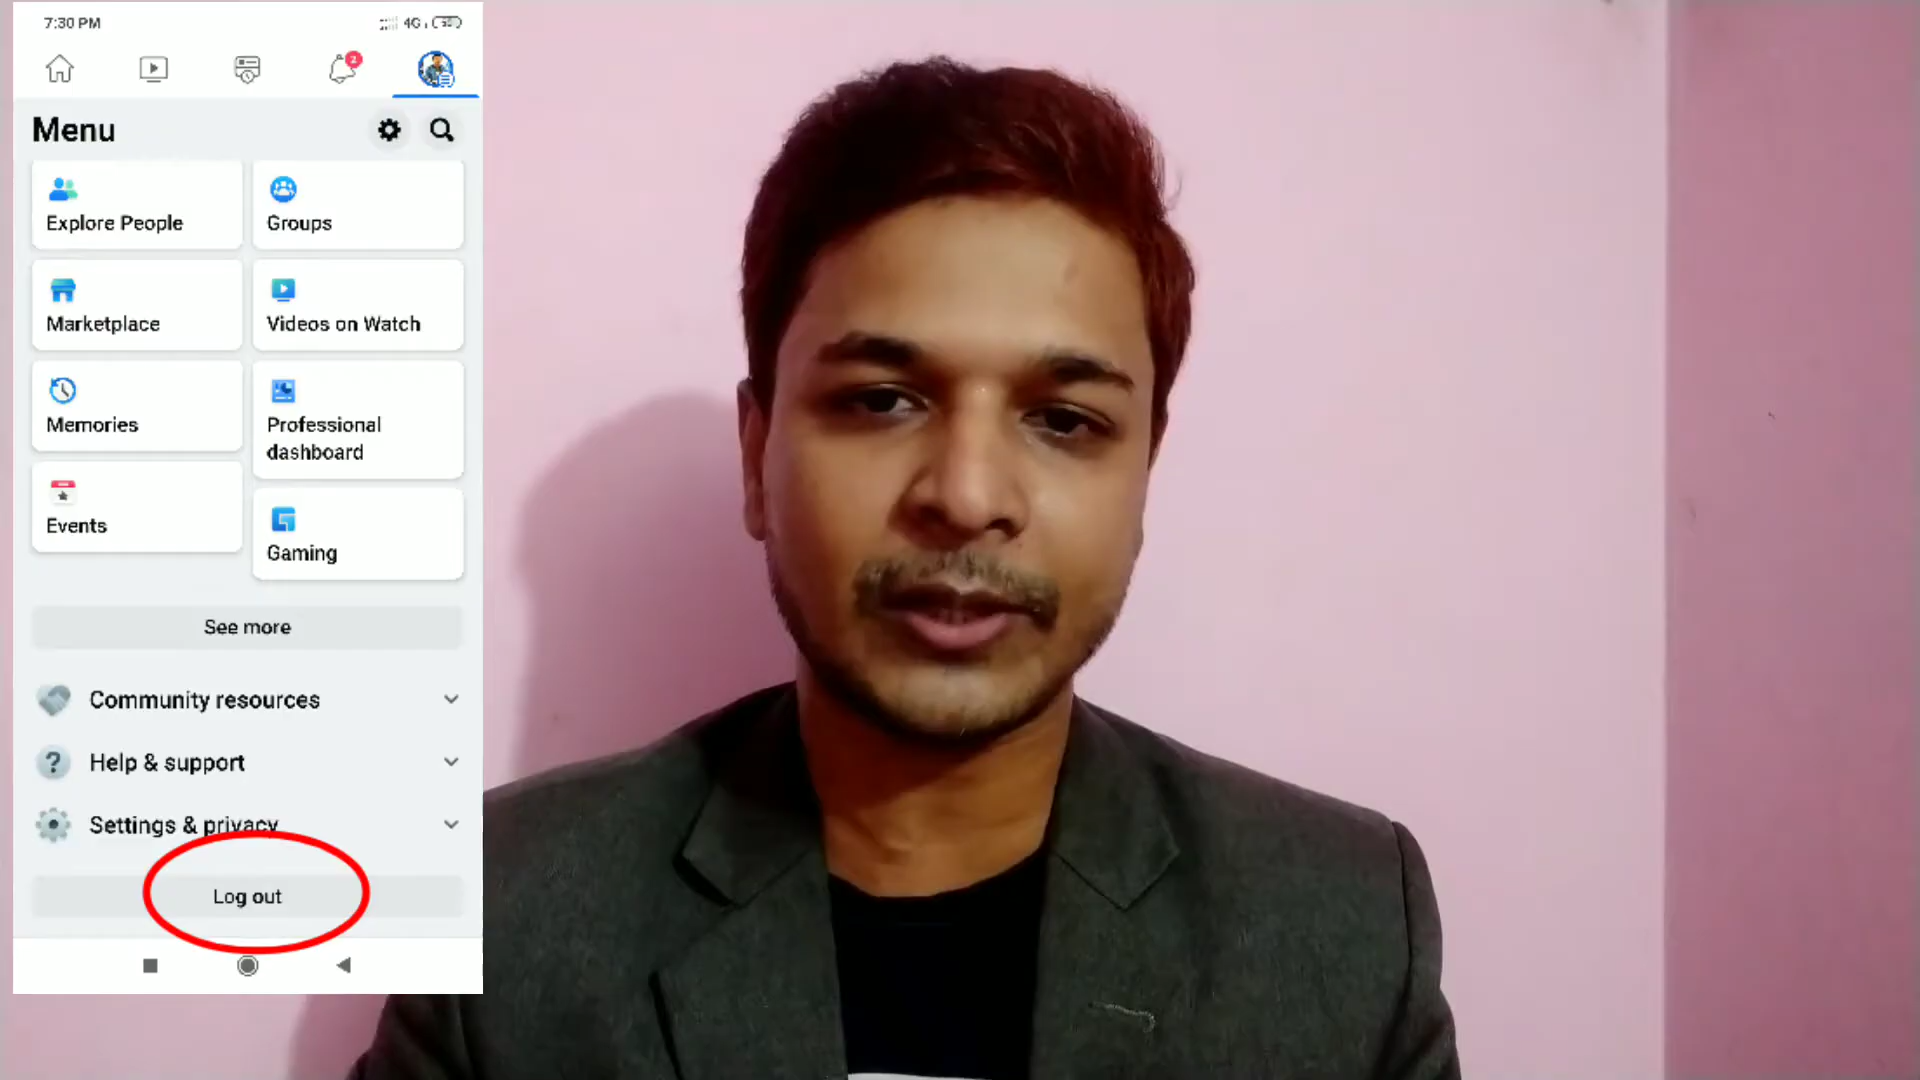 7:30 PM
4G
2
Menu
Explore People
Groups
Marketplace
Videos on Watch
Memories
Professional
dashboard
Events
Gaming
See more
Community resources
Help & support
Settings & privacy
Log out